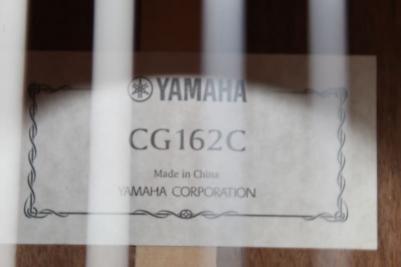 YAMAHA
CG162C
Made in China
YAMAHA CORPORATION